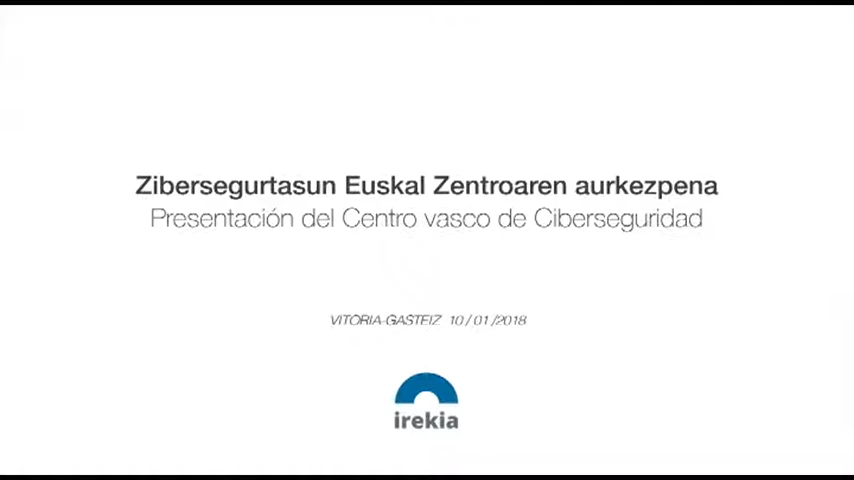 Zibersegurtasun Euskal Zentroaren aurkezpena
Presentación del Centro vasco de Ciberseguridad
VITORIA-GASTEIZ 10/01/2018
irekia